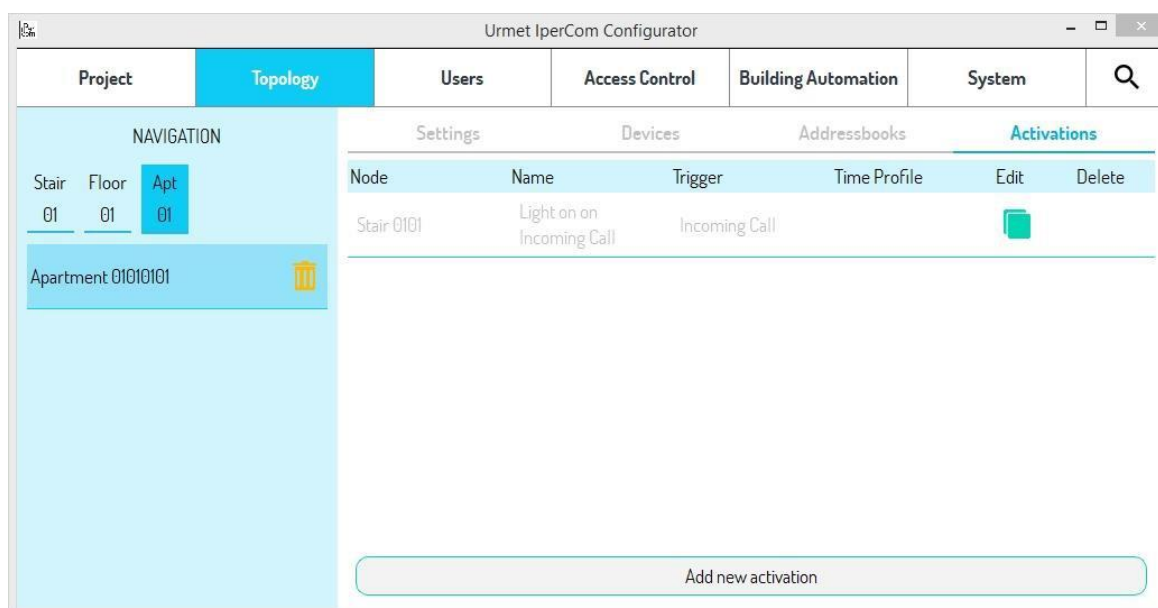 Urmet IperCom Configurator
Project Topology Users Access Control Building Automation System
NAVIGATION
Settings Devices Addressbooks Activations
Stair Floor Apt
01 01 01
Node Name Trigger Time Profile Edit Delete
Stair 0101 Light on on Incoming Call
Incoming Call
Apartment 01010101
Add new activation